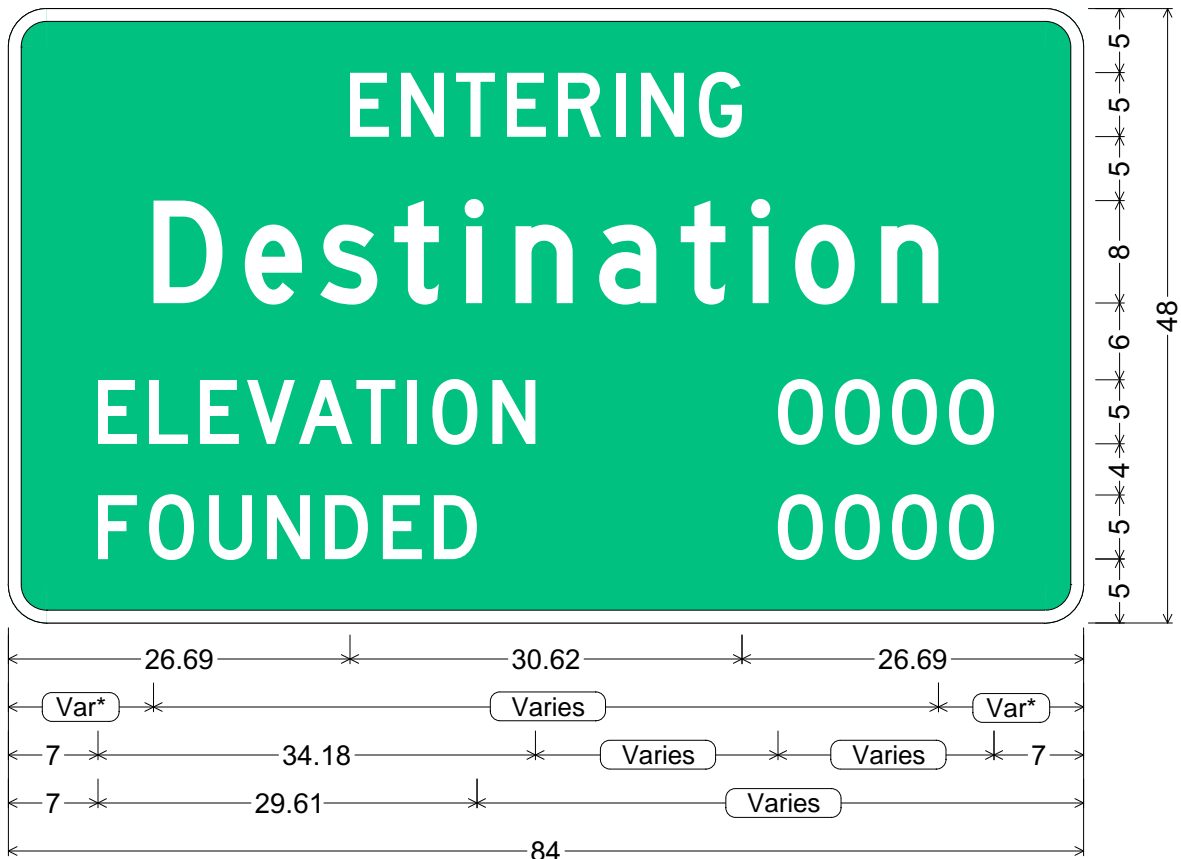 ENTERING
Destination
ELEVATION 0000
FOUNDED 0000
5
5
5
8
6
5
4
5
5
48
26.69 30.62 26.69
Var* Varies Var*
7 34.18 Varies Varies 7
7 29.61 Varies
84